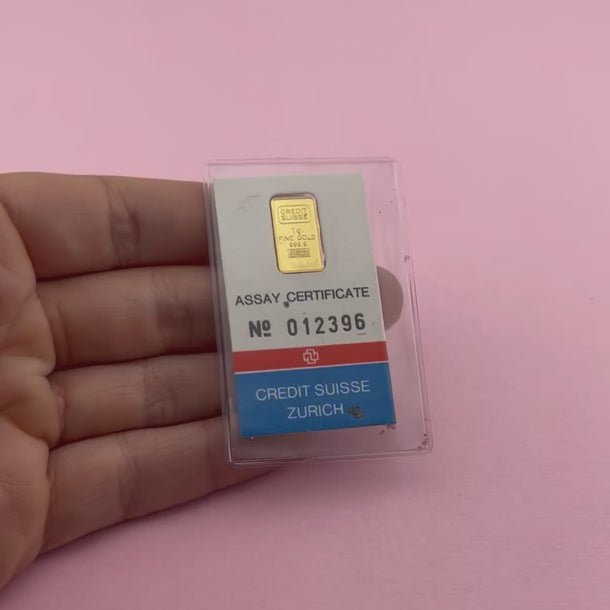 CREDIT
SUISSE
1g.
FINE GOLD
999.9
ASSAY CERTIFICATE
Nº 012396
CREDIT SUISSE
ZURICH